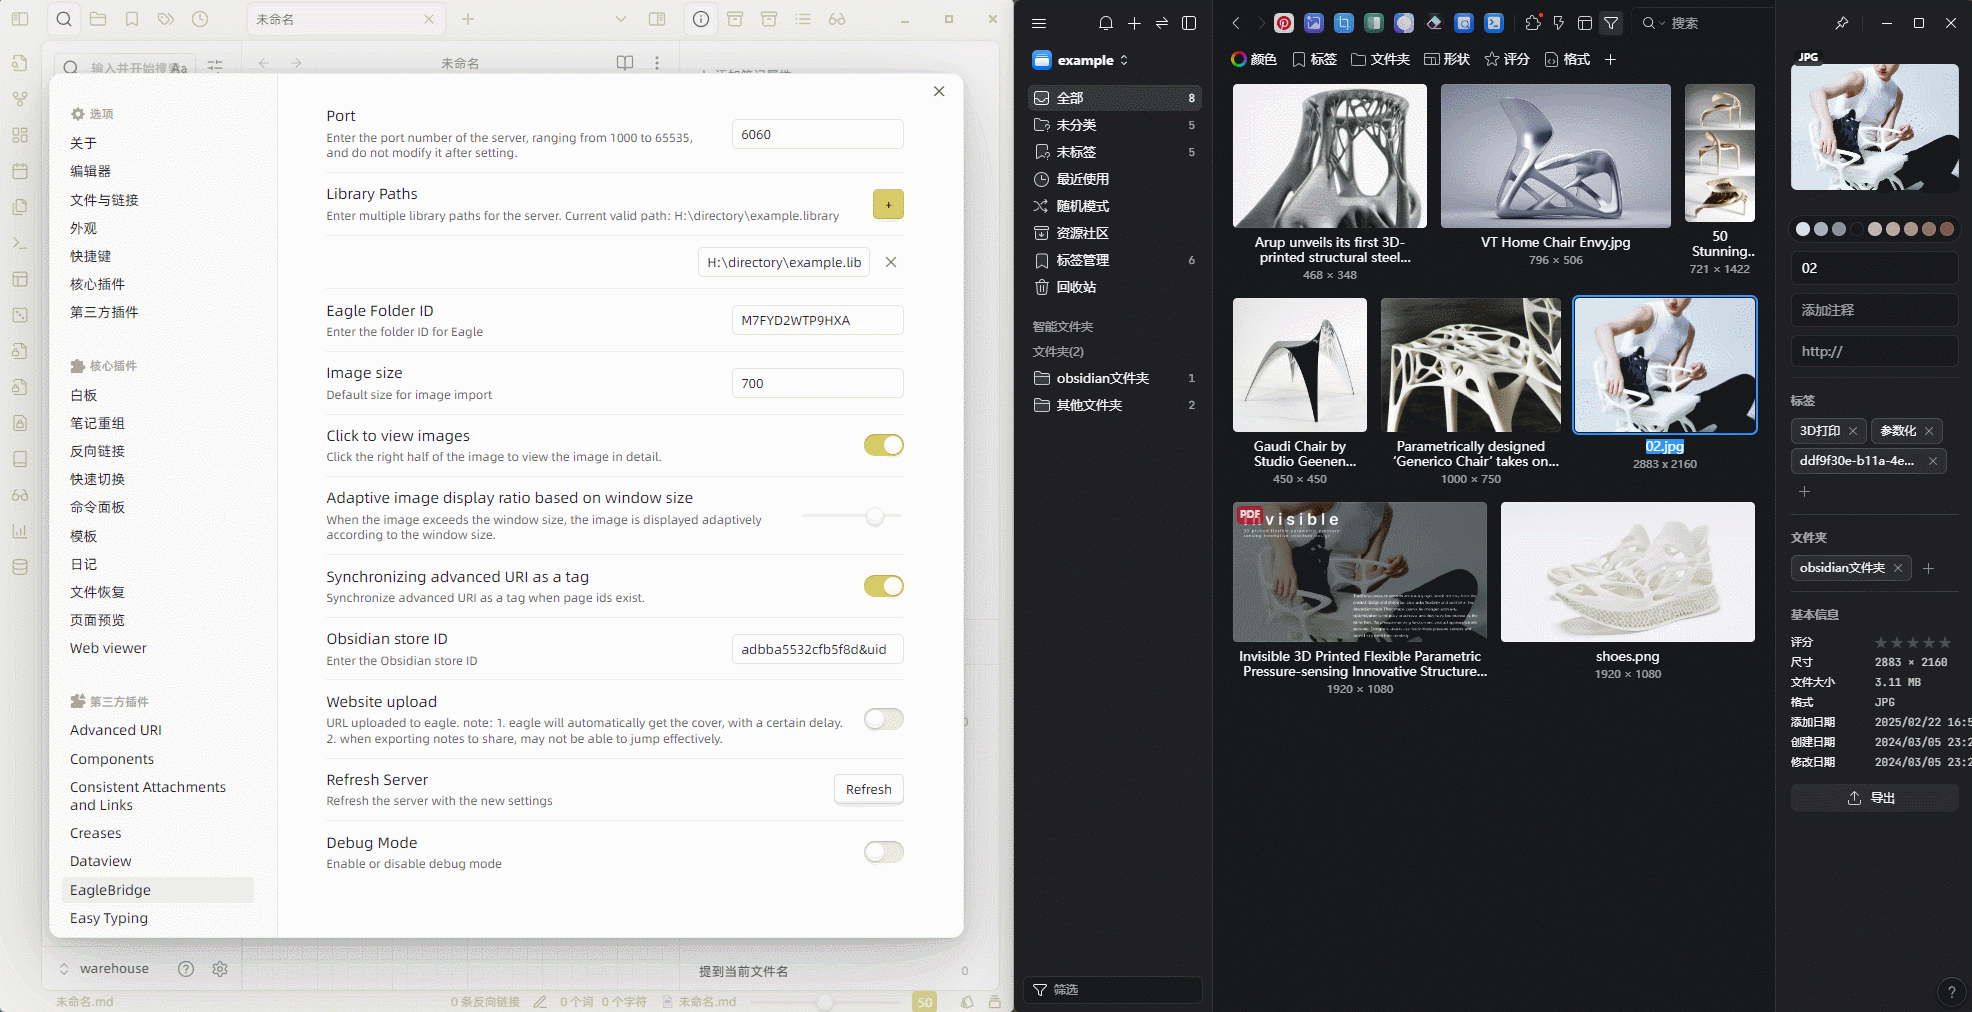 未命名
输入并开始搜索
Aa
未命名
选项
关于
编辑器
文件与链接
外观
快捷键
核心插件
第三方插件
核心插件
白板
笔记重组
反向链接
快速切换
命令面板
模板
日记
文件恢复
页面预览
Web viewer
第三方插件
Advanced URI
Components
Consistent Attachments
and Links
Creases
Dataview
EagleBridge
Easy Typing
Port
Enter the port number of the server, ranging from 1000 to 65535,
and do not modify it after setting.
6060
Library Paths
Enter multiple library paths for the server. Current valid path: H:\directory\example.library
+
H:\directory\example.lib
Eagle Folder ID
Enter the folder ID for Eagle
M7FYD2WTP9HXA
Image size
Default size for image import
700
Click to view images
Click the right half of the image to view the image in detail.
Adaptive image display ratio based on window size
When the image exceeds the window size, the image is displayed adaptively
according to the window size.
Synchronizing advanced URI as a tag
Synchronize advanced URI as a tag when page ids exist.
Obsidian store ID
Enter the Obsidian store ID
adbba5532cfb5f8d&uid
Website upload
URL uploaded to eagle. note: 1. eagle will automatically get the cover, with a certain delay.
2. when exporting notes to share, may not be able to jump effectively.
Refresh Server
Refresh the server with the new settings
Refresh
Debug Mode
Enable or disable debug mode
warehouse
提到当前文件名
0
未命名.md
0 条反向链接
0 个词
0 个字符
未命名.md
50
example
全部 8
未分类 5
未标签 5
最近使用
随机模式
资源社区
标签管理 6
回收站
智能文件夹
文件夹(2)
obsidian文件夹 1
其他文件夹 2
筛选
搜索
颜色
标签
文件夹
形状
评分
格式
Arup unveils its first 3D-
printed structural steel...
468 × 348
VT Home Chair Envy.jpg
796 × 506
50
Stunning..
721 × 1422
Gaudi Chair by
Studio Geenen...
450 × 450
Parametrically designed
‘Generico Chair’ takes on...
1000 × 750
02.jpg
2883 x 2160
PDF
visible
Invisible 3D Printed Flexible Parametric
Pressure-sensing Innovative Structure...
1920 × 1080
shoes.png
1920 × 1080
JPG
02
添加注释
http://
标签
3D打印
参数化
ddf9f30e-b11a-4e...
文件夹
obsidian文件夹
基本信息
评分
尺寸 2883 × 2160
文件大小 3.11 MB
格式 JPG
添加日期 2025/02/22 16:5
创建日期 2024/03/05 23:2
修改日期 2024/03/05 23:2
导出